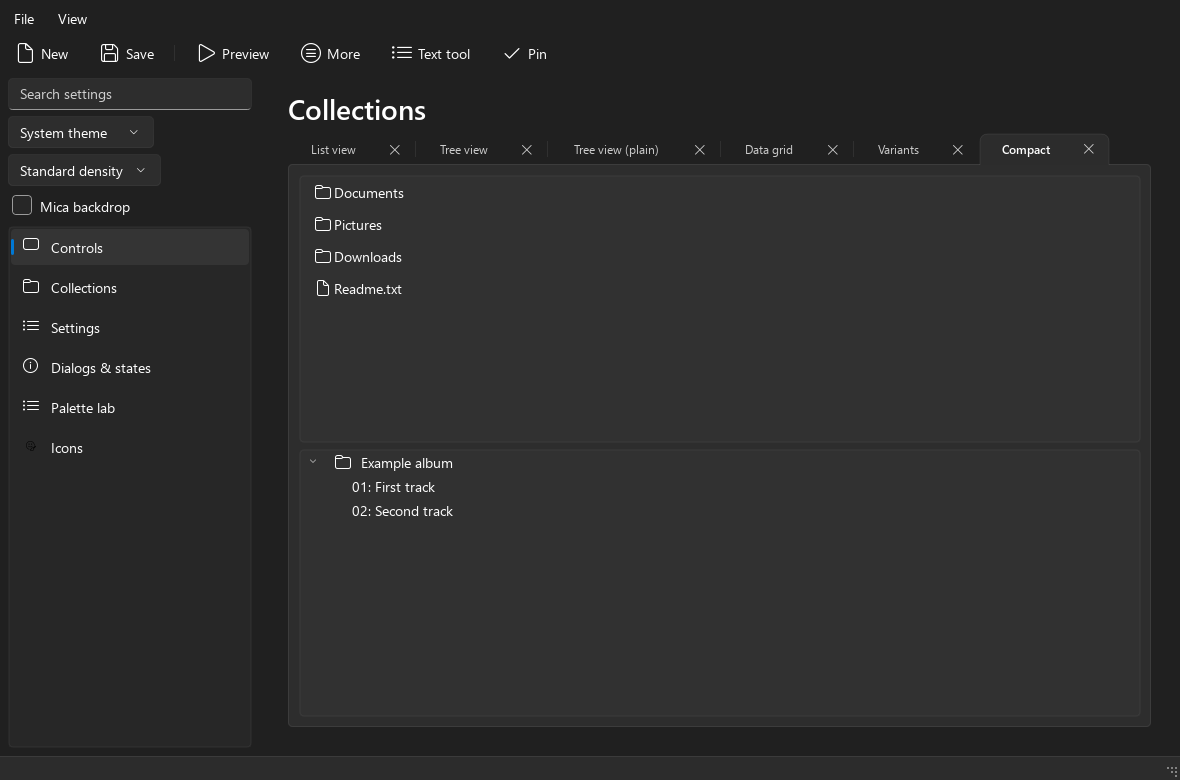 File View
New Save Preview More Text tool Pin
Search settings
System theme
Standard density
Mica backdrop
Controls
Collections
Settings
Dialogs & states
Palette lab
Icons
Collections
List view Tree view Tree view (plain) Data grid Variants Compact
Documents
Pictures
Downloads
Readme.txt
Example album
01: First track
02: Second track